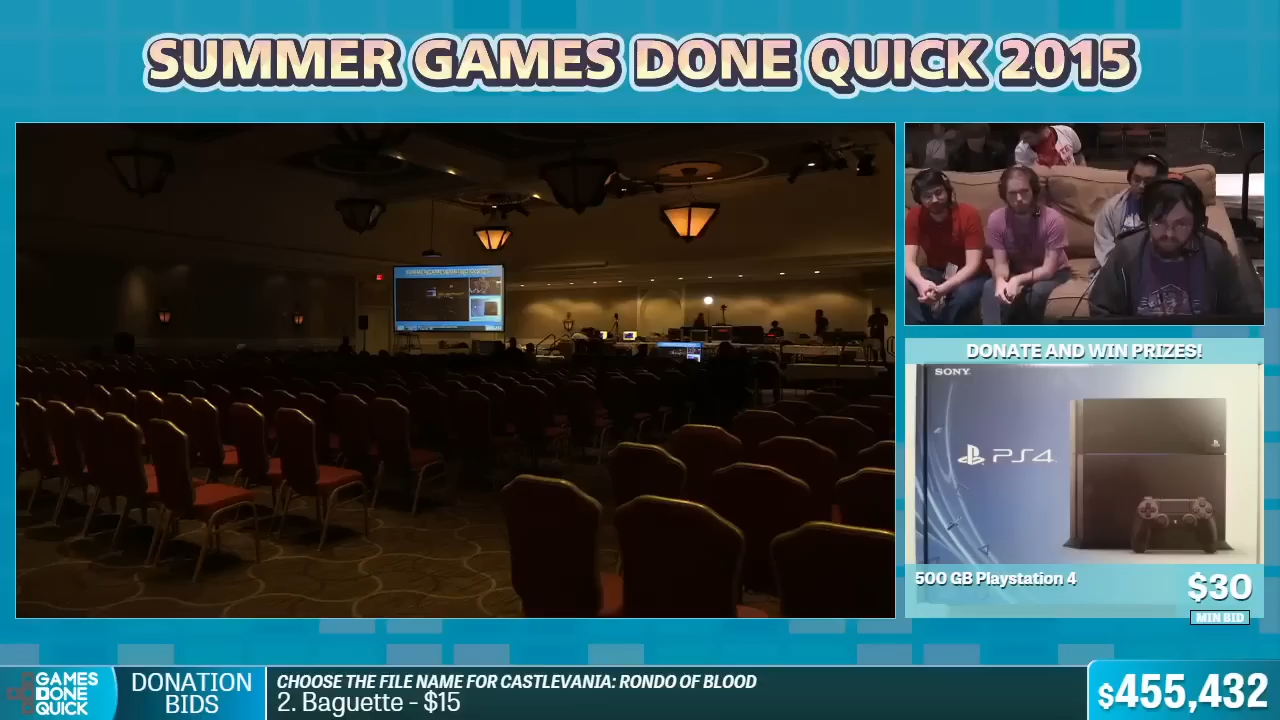 SUMMER GAMES DONE QUICK 2015
DONATE AND WIN PRIZES!
SONY
PS4
500 GB Playstation 4
$30
MIN BID
GAMES
DONE
QUICK
DONATION
BIDS
CHOOSE THE FILE NAME FOR CASTLEVANIA: RONDO OF BLOOD
2. Baguette - $15
$455,432